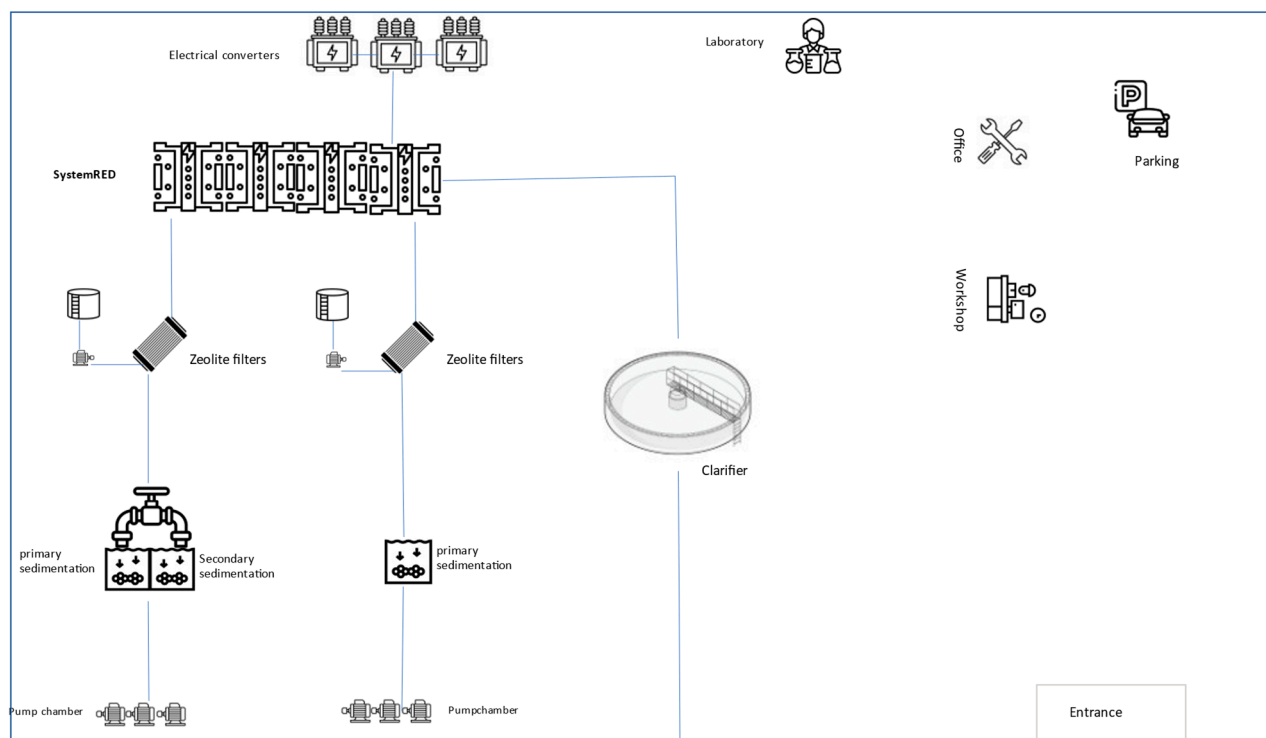 Electrical converters
Laboratory
P
Office
Parking
SystemRED
Workshop
Zeolite filters
Zeolite filters
Clarifier
primary
sedimentation
Secondary
sedimentation
primary
sedimentation
Pump chamber
Pumpchamber
Entrance